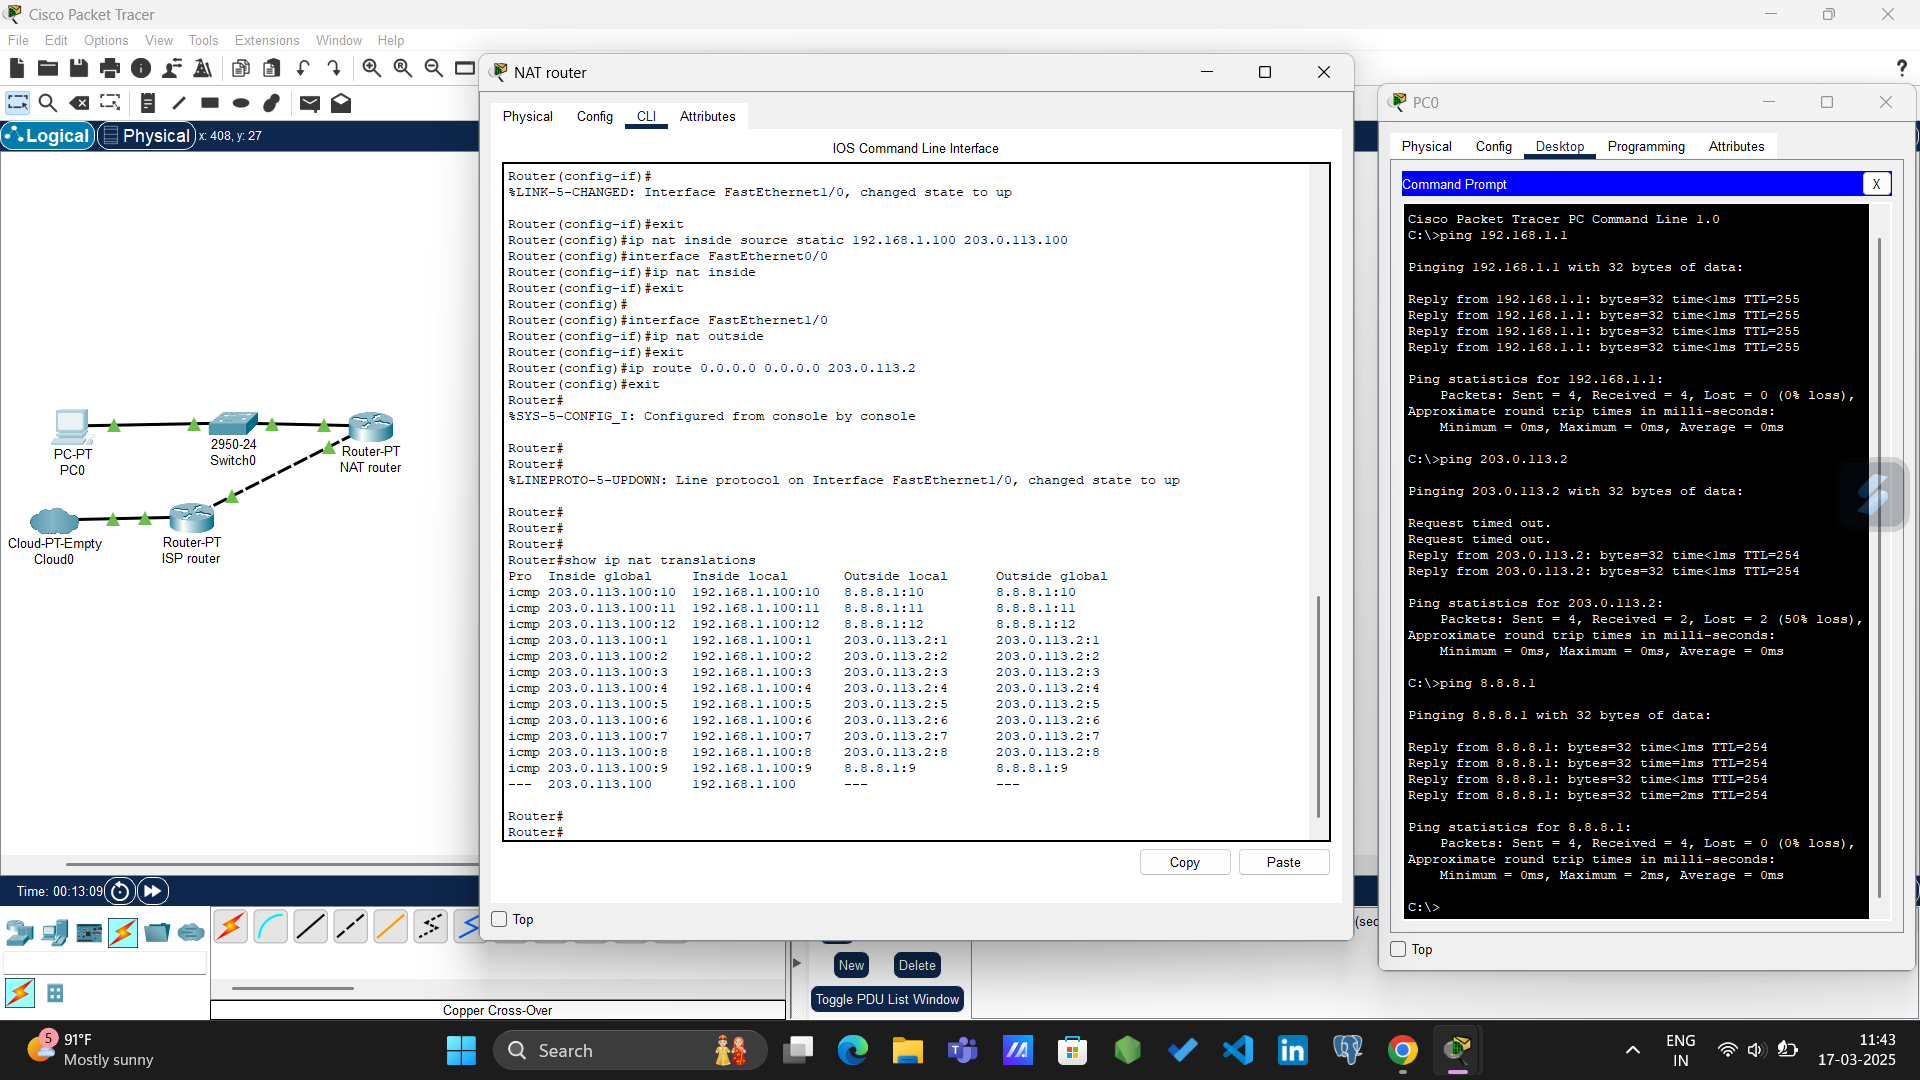 Cisco Packet Tracer
File Edit Options View Tools Extensions Window Help
Logical Physical x: 408, y: 27
PC-PT
PC0
2950-24
Switch0
Router-PT
NAT router
Cloud-PT-Empty
Cloud0
Router-PT
ISP router
Time: 00:13:09
Copper Cross-Over
NAT router
Physical Config CLI Attributes
IOS Command Line Interface
Router(config-if)#
%LINK-5-CHANGED: Interface FastEthernet1/0, changed state to up
Router(config-if)#exit
Router(config)#ip nat inside source static 192.168.1.100 203.0.113.100
Router(config)#interface FastEthernet0/0
Router(config-if)#ip nat inside
Router(config-if)#exit
Router(config)#
Router(config)#interface FastEthernet1/0
Router(config-if)#ip nat outside
Router(config-if)#exit
Router(config)#ip route 0.0.0.0 0.0.0.0 203.0.113.2
Router(config)#exit
Router#
%SYS-5-CONFIG_I: Configured from console by console
Router#
Router#
%LINEPROTO-5-UPDOWN: Line protocol on Interface FastEthernet1/0, changed state to up
Router#
Router#
Router#
Router#show ip nat translations
Pro Inside global Inside local Outside local Outside global
icmp 203.0.113.100:10 192.168.1.100:10 8.8.8.1:10 8.8.8.1:10
icmp 203.0.113.100:11 192.168.1.100:11 8.8.8.1:11 8.8.8.1:11
icmp 203.0.113.100:12 192.168.1.100:12 8.8.8.1:12 8.8.8.1:12
icmp 203.0.113.100:1 192.168.1.100:1 203.0.113.2:1 203.0.113.2:1
icmp 203.0.113.100:2 192.168.1.100:2 203.0.113.2:2 203.0.113.2:2
icmp 203.0.113.100:3 192.168.1.100:3 203.0.113.2:3 203.0.113.2:3
icmp 203.0.113.100:4 192.168.1.100:4 203.0.113.2:4 203.0.113.2:4
icmp 203.0.113.100:5 192.168.1.100:5 203.0.113.2:5 203.0.113.2:5
icmp 203.0.113.100:6 192.168.1.100:6 203.0.113.2:6 203.0.113.2:6
icmp 203.0.113.100:7 192.168.1.100:7 203.0.113.2:7 203.0.113.2:7
icmp 203.0.113.100:8 192.168.1.100:8 203.0.113.2:8 203.0.113.2:8
icmp 203.0.113.100:9 192.168.1.100:9 8.8.8.1:9 8.8.8.1:9
--- 203.0.113.100 192.168.1.100 --- ---
Router#
Router#
Copy Paste
Top
(sec
New Delete
Toggle PDU List Window
PC0
Physical Config Desktop Programming Attributes
Command Prompt X
Cisco Packet Tracer PC Command Line 1.0
C:\>ping 192.168.1.1
Pinging 192.168.1.1 with 32 bytes of data:
Reply from 192.168.1.1: bytes=32 time<1ms TTL=255
Reply from 192.168.1.1: bytes=32 time<1ms TTL=255
Reply from 192.168.1.1: bytes=32 time<1ms TTL=255
Reply from 192.168.1.1: bytes=32 time<1ms TTL=255
Ping statistics for 192.168.1.1:
Packets: Sent = 4, Received = 4, Lost = 0 (0% loss),
Approximate round trip times in milli-seconds:
Minimum = 0ms, Maximum = 0ms, Average = 0ms
C:\>ping 203.0.113.2
Pinging 203.0.113.2 with 32 bytes of data:
Request timed out.
Request timed out.
Reply from 203.0.113.2: bytes=32 time<1ms TTL=254
Reply from 203.0.113.2: bytes=32 time<1ms TTL=254
Ping statistics for 203.0.113.2:
Packets: Sent = 4, Received = 2, Lost = 2 (50% loss),
Approximate round trip times in milli-seconds:
Minimum = 0ms, Maximum = 0ms, Average = 0ms
C:\>ping 8.8.8.1
Pinging 8.8.8.1 with 32 bytes of data:
Reply from 8.8.8.1: bytes=32 time<1ms TTL=254
Reply from 8.8.8.1: bytes=32 time=1ms TTL=254
Reply from 8.8.8.1: bytes=32 time<1ms TTL=254
Reply from 8.8.8.1: bytes=32 time=2ms TTL=254
Ping statistics for 8.8.8.1:
Packets: Sent = 4, Received = 4, Lost = 0 (0% loss),
Approximate round trip times in milli-seconds:
Minimum = 0ms, Maximum = 2ms, Average = 0ms
C:\>
Top
5
91°F
Mostly sunny
Search
ENG
IN
11:43
17-03-2025